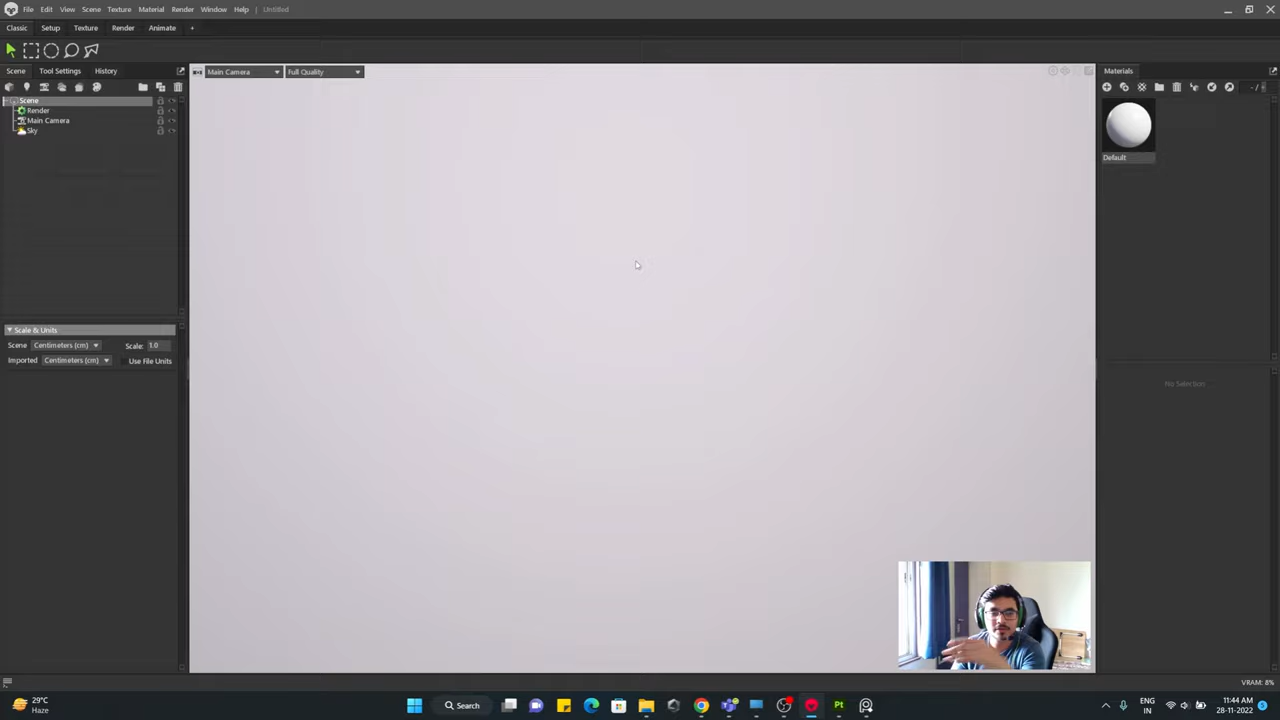 File Edit View Scene Texture Material Render Window Help Untitled
Classic Setup Texture Render Animate +
Scene Tool Settings History
Main Camera Full Quality
Materials
Scene
Render
Main Camera
Sky
- /
Default
Scale & Units
Scene Centimeters (cm) Scale: 1.0
Imported Centimeters (cm) Use File Units
No Selection
VRAM: 8%
29°C
Haze
Search
Pt
ENG
IN
11:44 AM
28-11-2022